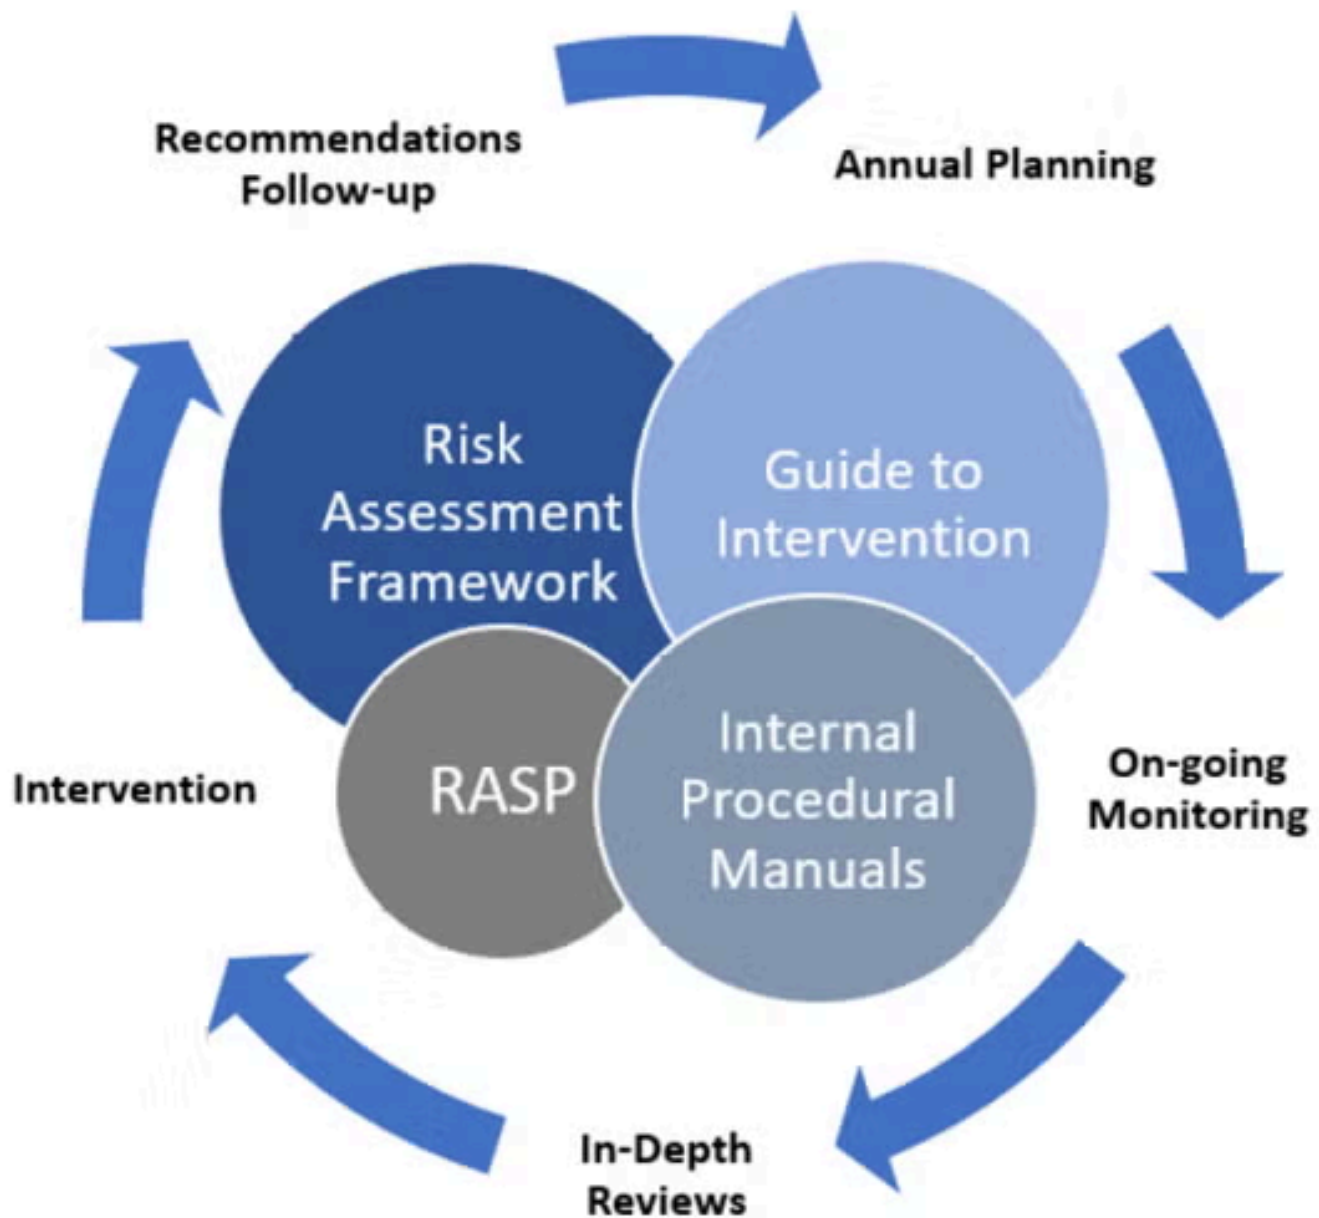 Recommendations
Follow-up
Annual Planning
Risk
Assessment
Framework
Guide to
Intervention
Internal
Procedural
Manuals
RASP
Intervention
On-going
Monitoring
In-Depth
Reviews